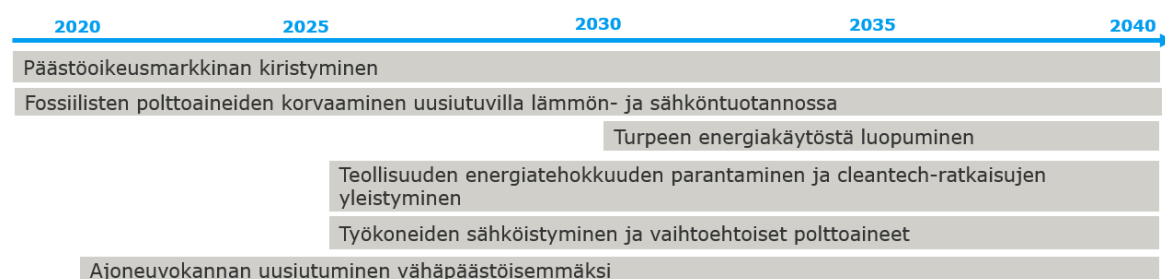 2020 2025 2030 2035 2040
Päästöoikeusmarkkinan kiristyminen
Fossiilisten polttoaineiden korvaaminen uusiutuvilla lämmön- ja sähköntuotannossa
Turpeen energiakäytöstä luopuminen
Teollisuuden energiatehokkuuden parantaminen ja cleantech-ratkaisujen
yleistyminen
Työkoneiden sähköistyminen ja vaihtoehtoiset polttoaineet
Ajoneuvokannan uusiutuminen vähäpäästöisemmäksi